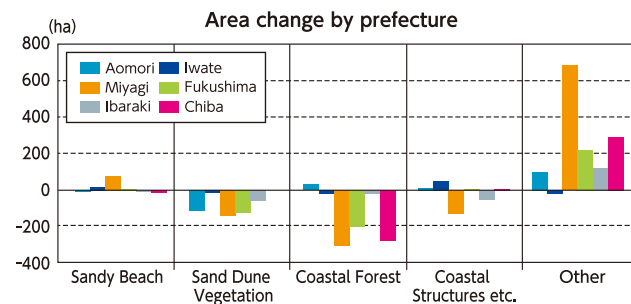 Area change by prefecture
(ha)
800
600
400
200
0
−200
−400
Aomori Iwate
Miyagi Fukushima
Ibaraki Chiba
Sandy Beach Sand Dune Coastal Forest Coastal Other
Vegetation Structures etc.